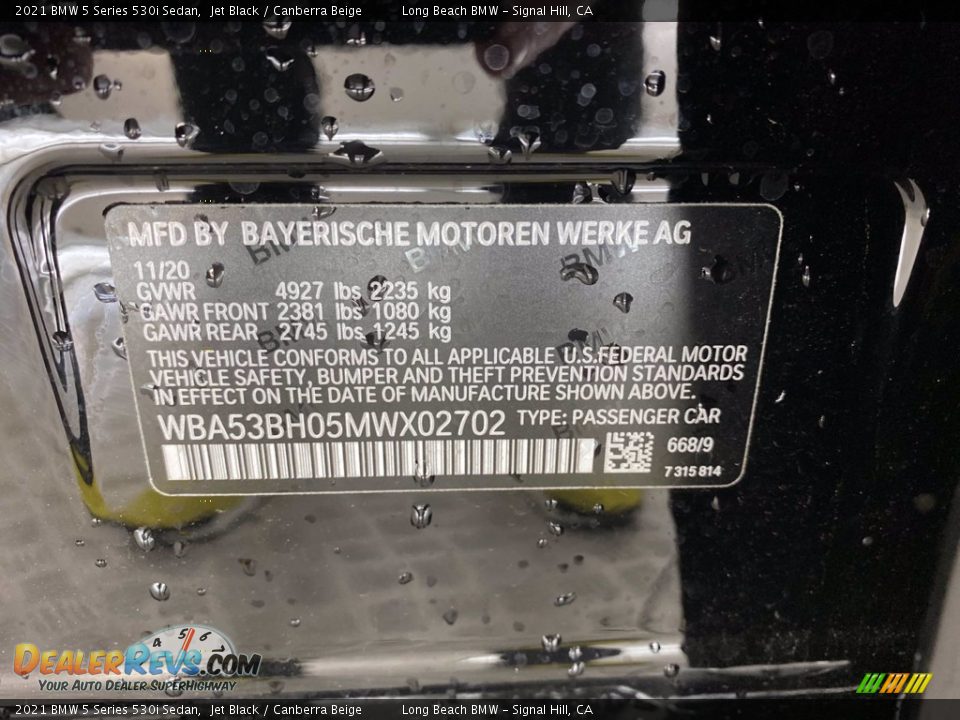 2021 BMW 5 Series 530i Sedan, Jet Black / Canberra Beige Long Beach BMW - Signal Hill, CA
MFD BY BAYERISCHE MOTOREN WERKE AG
11/20
GVWR 4927 lbs 2235 kg
GAWR FRONT 2381 lbs 1080 kg
GAWR REAR 2745 lbs 1245 kg
THIS VEHICLE CONFORMS TO ALL APPLICABLE U.S.FEDERAL MOTOR
VEHICLE SAFETY, BUMPER AND THEFT PREVENTION STANDARDS
IN EFFECT ON THE DATE OF MANUFACTURE SHOWN ABOVE.
WBA53BH05MWX02702 TYPE: PASSENGER CAR
668/9
7315814
4 5 6
DEALERREVS.COM
YOUR AUTO DEALER SUPERHIGHWAY
2021 BMW 5 Series 530i Sedan, Jet Black / Canberra Beige Long Beach BMW - Signal Hill, CA